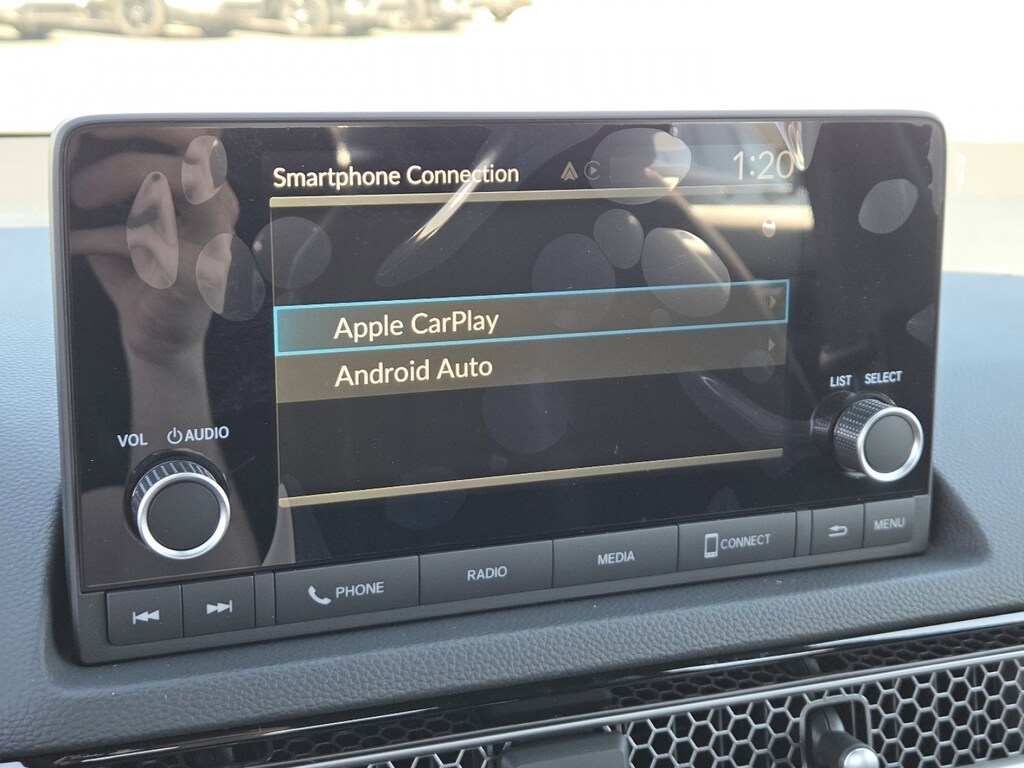 Smartphone Connection
1:20
Apple CarPlay
Android Auto
LIST SELECT
VOL AUDIO
PHONE
RADIO
MEDIA
CONNECT
MENU